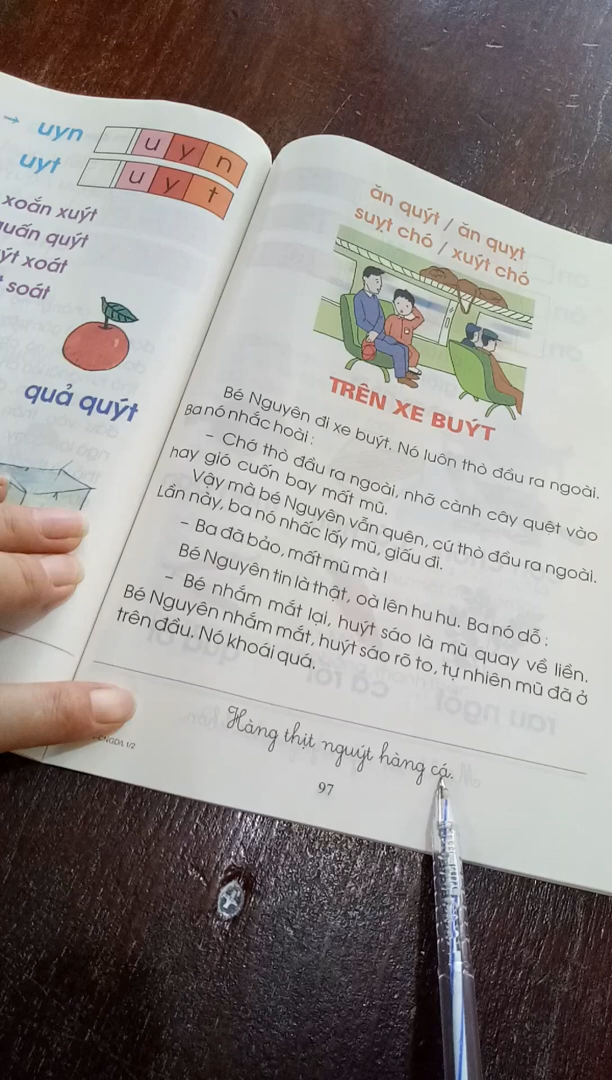 → uyn
u y n
uyt
u y t
xoắn xuýt
quấn quýt
suýt xoát
soát
quả quýt
ăn quýt / ăn quỵt
suỵt chó / xuýt chó
TRÊN XE BUÝT
Bé Nguyên đi xe buýt. Nó luôn thò đầu ra ngoài.
Ba nó nhắc hoài :
– Chớ thò đầu ra ngoài, nhỡ cành cây quệt vào
hay gió cuốn bay mất mũ.
Vậy mà bé Nguyên vẫn quên, cứ thò đầu ra ngoài.
Lần này, ba nó nhấc lấy mũ, giấu đi.
– Ba đã bảo, mất mũ mà !
Bé Nguyên tin là thật, oà lên hu hu. Ba nó dỗ :
– Bé nhắm mắt lại, huýt sáo là mũ quay về liền.
Bé Nguyên nhắm mắt, huýt sáo rõ to, tự nhiên mũ đã ở
trên đầu. Nó khoái quá.
Hàng thịt nguýt hàng cá.
97